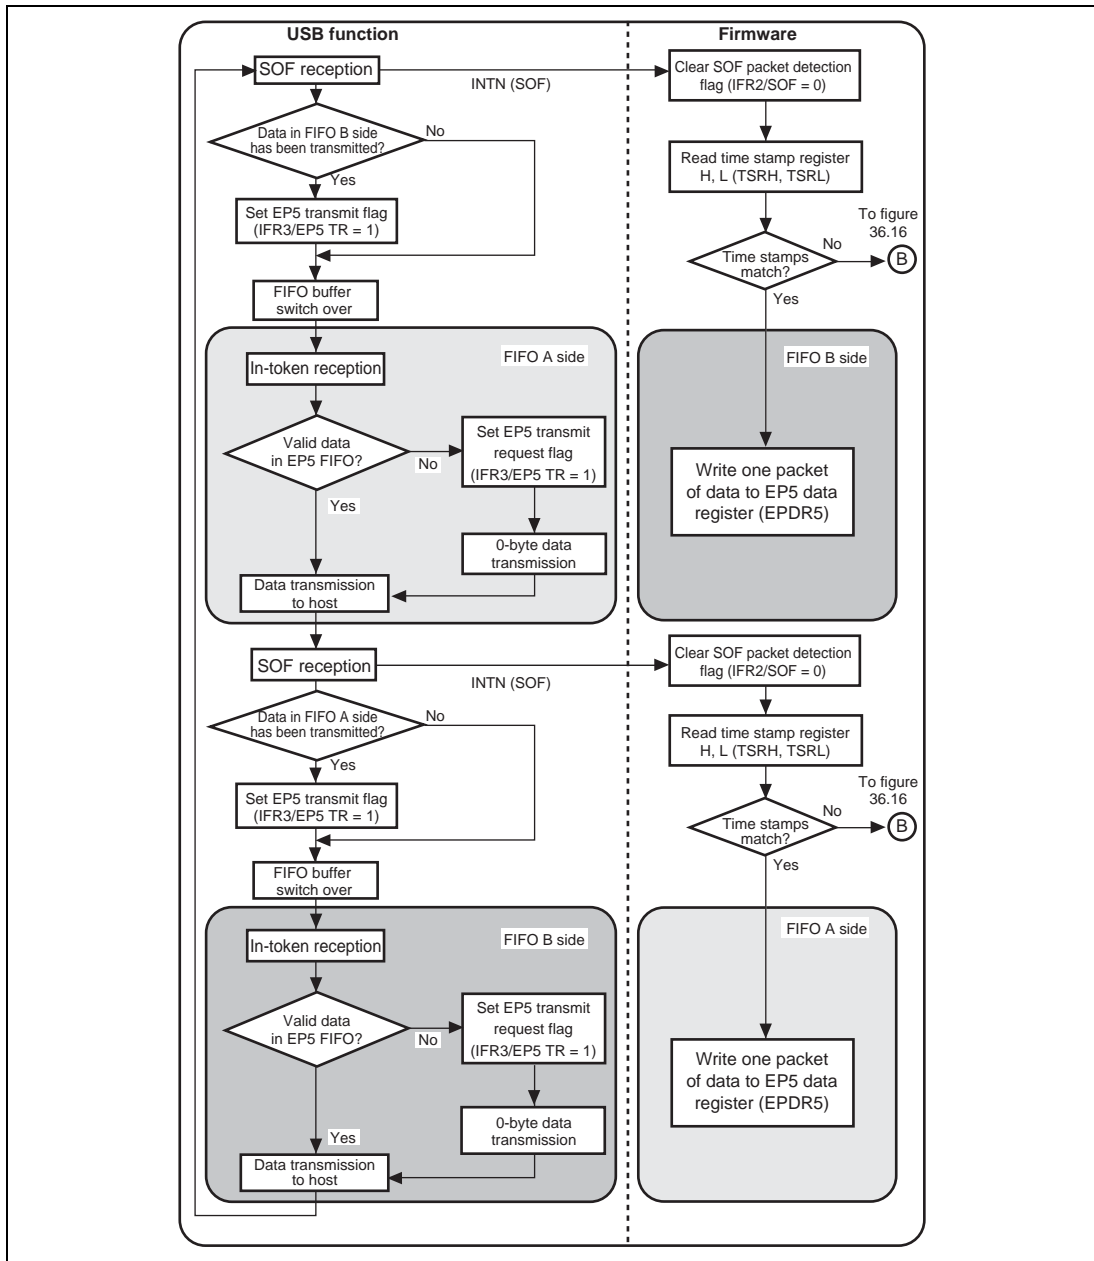 USB function
Firmware
SOF reception
INTN (SOF)
Clear SOF packet detection
flag (IFR2/SOF = 0)
Data in FIFO B side
has been transmitted?
No
Yes
Read time stamp register
H, L (TSRH, TSRL)
Set EP5 transmit flag
(IFR3/EP5 TR = 1)
To figure
36.16
Time stamps
match?
No
B
Yes
FIFO buffer
switch over
FIFO A side
In-token reception
Valid data
in EP5 FIFO?
No
Yes
Set EP5 transmit
request flag
(IFR3/EP5 TR = 1)
0-byte data
transmission
Data transmission
to host
FIFO B side
Write one packet
of data to EP5 data
register (EPDR5)
SOF reception
INTN (SOF)
Clear SOF packet detection
flag (IFR2/SOF = 0)
Data in FIFO A side
has been transmitted?
No
Yes
Read time stamp register
H, L (TSRH, TSRL)
Set EP5 transmit flag
(IFR3/EP5 TR = 1)
To figure
36.16
Time stamps
match?
No
B
Yes
FIFO buffer
switch over
FIFO B side
In-token reception
Valid data
in EP5 FIFO?
No
Yes
Set EP5 transmit
request flag
(IFR3/EP5 TR = 1)
0-byte data
transmission
Data transmission
to host
FIFO A side
Write one packet
of data to EP5 data
register (EPDR5)